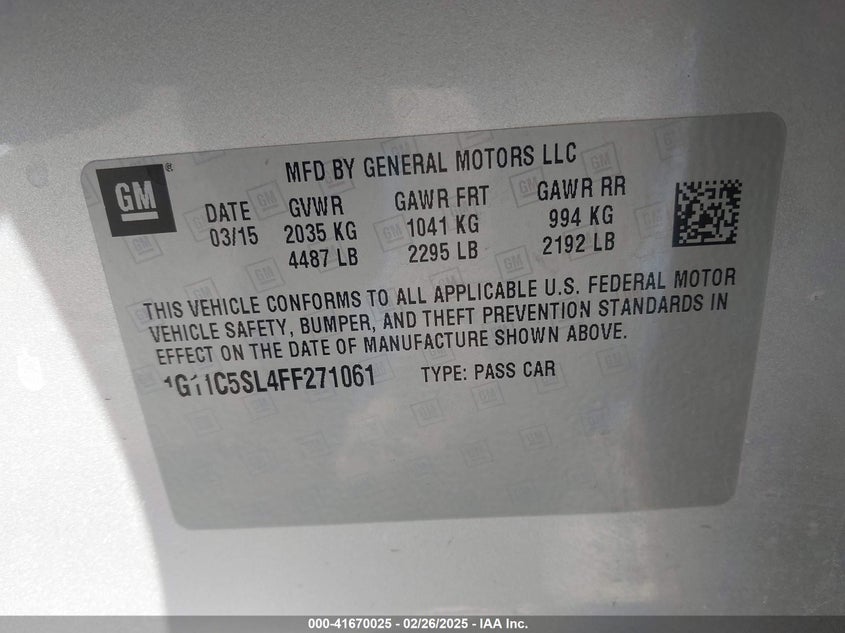 GM®
MFD BY GENERAL MOTORS LLC
DATE GVWR GAWR FRT GAWR RR
03/15 2035 KG 1041 KG 994 KG
4487 LB 2295 LB 2192 LB
THIS VEHICLE CONFORMS TO ALL APPLICABLE U.S. FEDERAL MOTOR
VEHICLE SAFETY, BUMPER, AND THEFT PREVENTION STANDARDS IN
EFFECT ON THE DATE OF MANUFACTURE SHOWN ABOVE.
1G11C5SL4FF271061 TYPE: PASS CAR
000-41670025 - 02/26/2025 - IAA Inc.